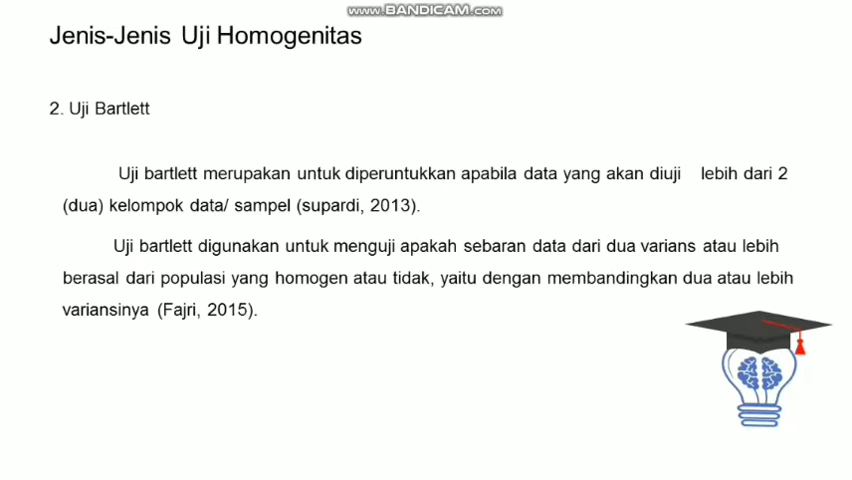 www.BANDICAM.com
Jenis-Jenis Uji Homogenitas
2. Uji Bartlett
Uji bartlett merupakan untuk diperuntukkan apabila data yang akan diuji lebih dari 2
(dua) kelompok data/ sampel (supardi, 2013).
Uji bartlett digunakan untuk menguji apakah sebaran data dari dua varians atau lebih
berasal dari populasi yang homogen atau tidak, yaitu dengan membandingkan dua atau lebih
variansinya (Fajri, 2015).